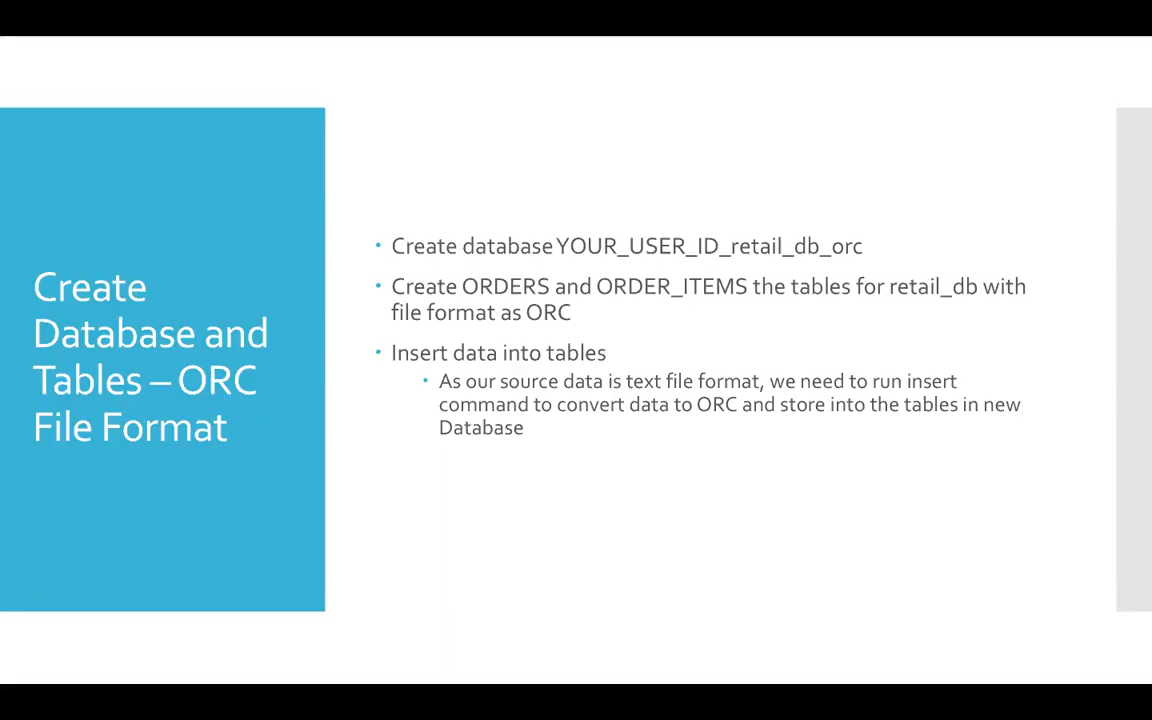 Create
Database and
Tables – ORC
File Format
• Create database YOUR_USER_ID_retail_db_orc
• Create ORDERS and ORDER_ITEMS the tables for retail_db with
file format as ORC
• Insert data into tables
• As our source data is text file format, we need to run insert
command to convert data to ORC and store into the tables in new
Database